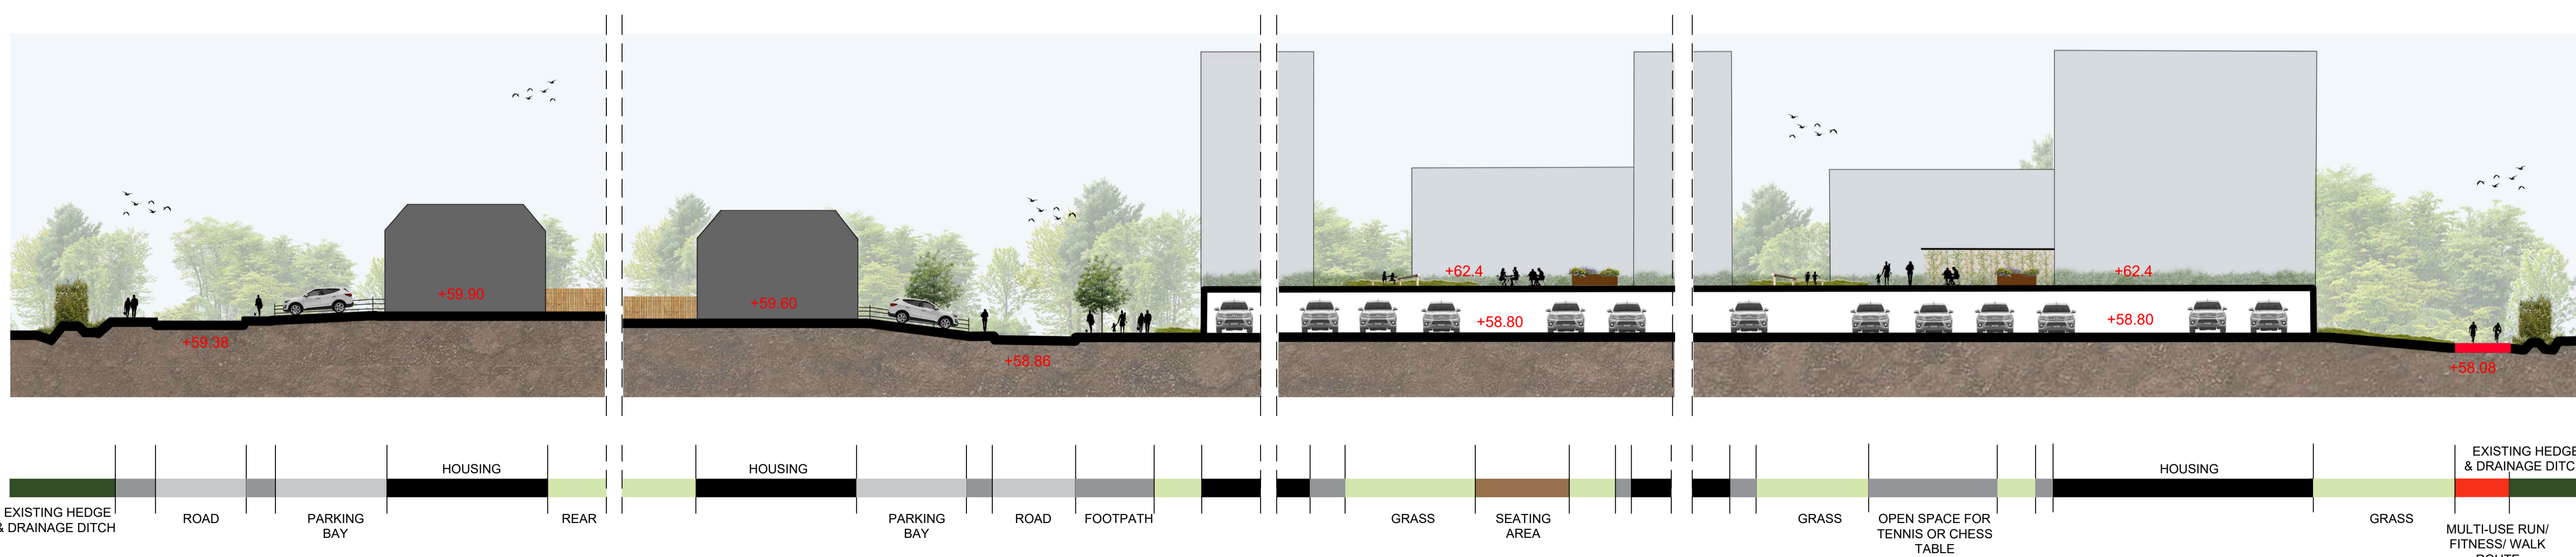 +59.38
+59.90
+59.60
+58.86
+62.4
+58.80
+62.4
+58.80
+58.08
EXISTING HEDGE
& DRAINAGE DITCH
ROAD
PARKING
BAY
HOUSING
REAR
HOUSING
PARKING
BAY
ROAD
FOOTPATH
GRASS
SEATING
AREA
GRASS
OPEN SPACE FOR
TENNIS OR CHESS
TABLE
HOUSING
GRASS
MULTI-USE RUN/
FITNESS/ WALK
ROUTE
EXISTING HEDGE
& DRAINAGE DITC